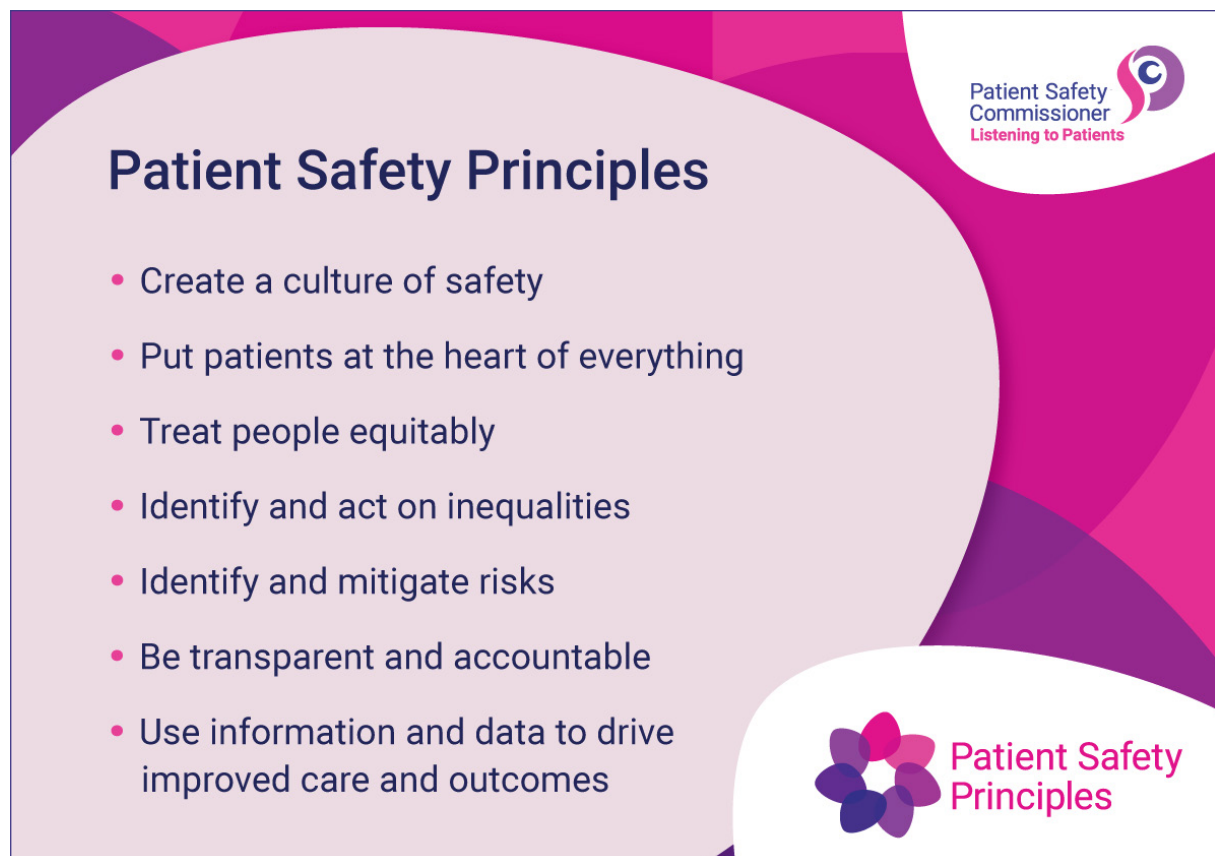 Patient Safety
Commissioner
Listening to Patients
Patient Safety Principles
• Create a culture of safety
• Put patients at the heart of everything
• Treat people equitably
• Identify and act on inequalities
• Identify and mitigate risks
• Be transparent and accountable
• Use information and data to drive
improved care and outcomes
Patient Safety
Principles